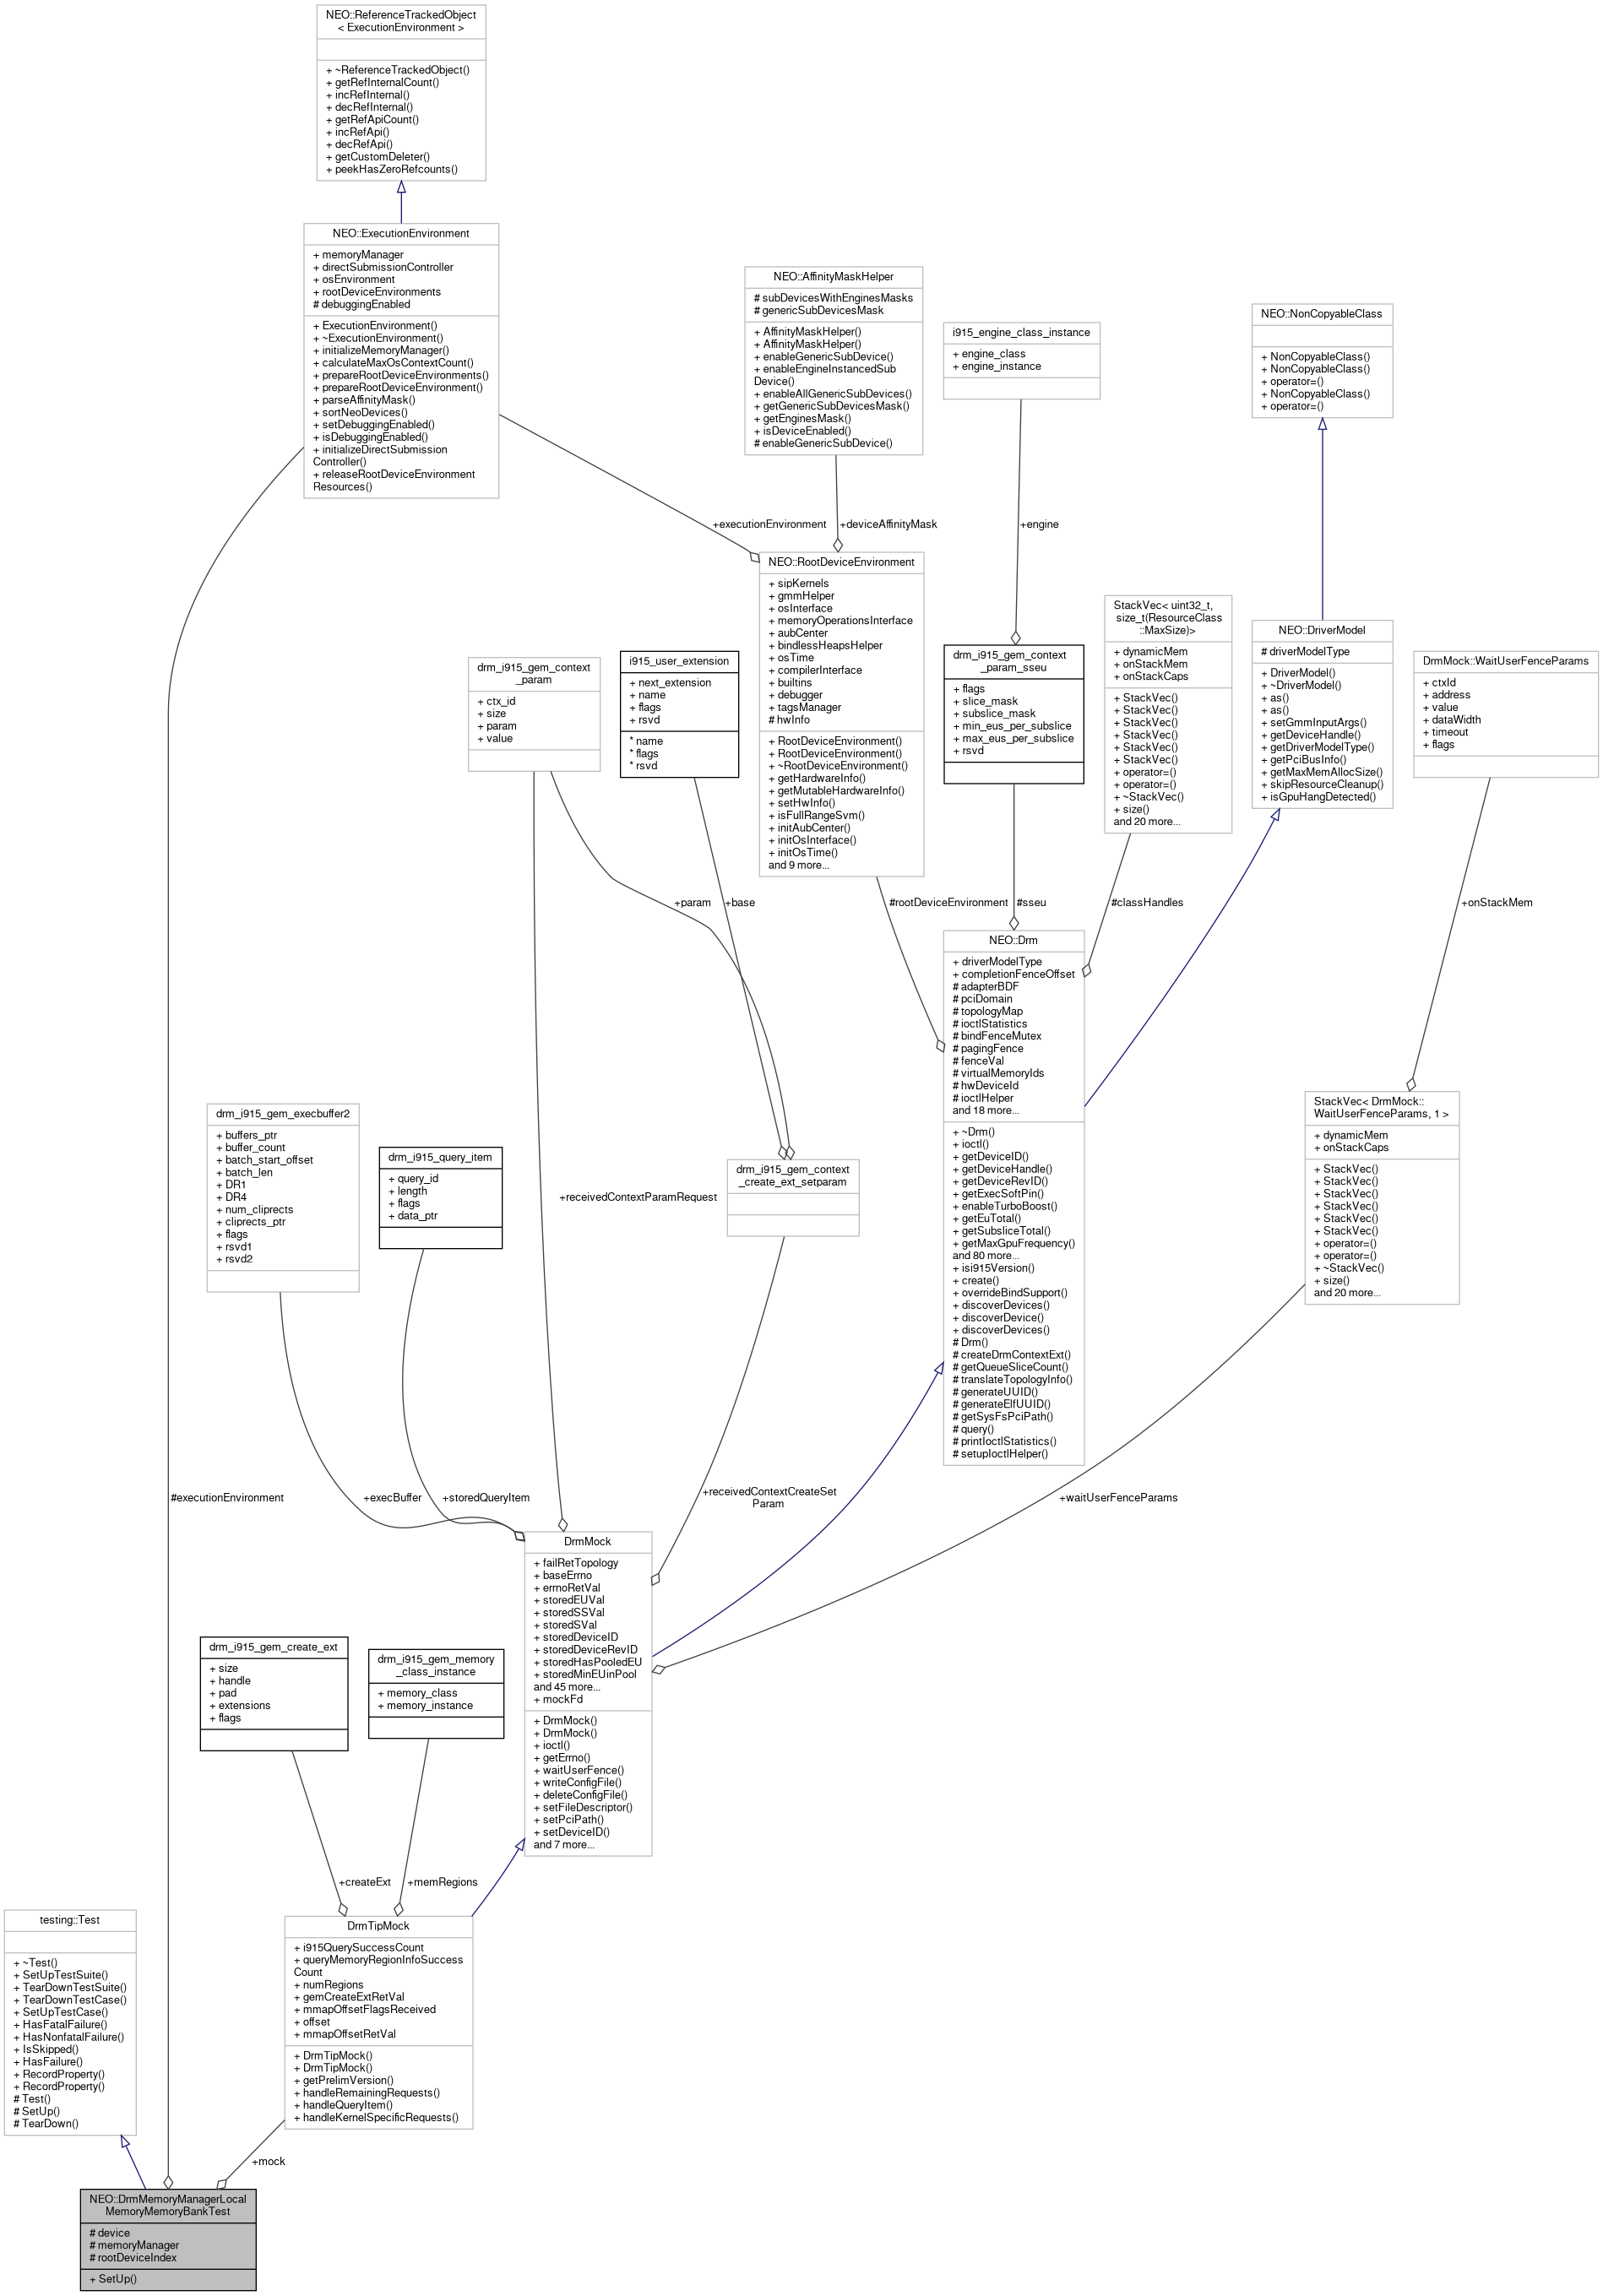 NEO::ReferenceTrackedObject
< ExecutionEnvironment >
+ ~ReferenceTrackedObject()
+ getRefInternalCount()
+ incRefInternal()
+ decRefInternal()
+ getRefApiCount()
+ incRefApi()
+ decRefApi()
+ getCustomDeleter()
+ peekHasZeroRefcounts()
NEO::ExecutionEnvironment
+ memoryManager
+ directSubmissionController
+ osEnvironment
+ rootDeviceEnvironments
# debuggingEnabled
+ ExecutionEnvironment()
+ ~ExecutionEnvironment()
+ initializeMemoryManager()
+ calculateMaxOsContextCount()
+ prepareRootDeviceEnvironments()
+ prepareRootDeviceEnvironment()
+ parseAffinityMask()
+ sortNeoDevices()
+ setDebuggingEnabled()
+ isDebuggingEnabled()
+ initializeDirectSubmission
Controller()
+ releaseRootDeviceEnvironment
Resources()
NEO::AffinityMaskHelper
# subDevicesWithEnginesMasks
# genericSubDevicesMask
+ AffinityMaskHelper()
+ AffinityMaskHelper()
+ enableGenericSubDevice()
+ enableEngineInstancedSub
Device()
+ enableAllGenericSubDevices()
+ getGenericSubDevicesMask()
+ getEnginesMask()
+ isDeviceEnabled()
# enableGenericSubDevice()
i915_engine_class_instance
+ engine_class
+ engine_instance
NEO::NonCopyableClass
+ NonCopyableClass()
+ NonCopyableClass()
+ operator=()
+ NonCopyableClass()
+ operator=()
+executionEnvironment
+deviceAffinityMask
+engine
NEO::RootDeviceEnvironment
+ sipKernels
+ gmmHelper
+ osInterface
+ memoryOperationsInterface
+ aubCenter
+ bindlessHeapsHelper
+ osTime
+ compilerInterface
+ builtins
+ debugger
+ tagsManager
# hwInfo
+ RootDeviceEnvironment()
+ RootDeviceEnvironment()
+ ~RootDeviceEnvironment()
+ getHardwareInfo()
+ getMutableHardwareInfo()
+ setHwInfo()
+ isFullRangeSvm()
+ initAubCenter()
+ initOsInterface()
+ initOsTime()
and 9 more...
drm_i915_gem_context
_param
+ ctx_id
+ size
+ param
+ value
i915_user_extension
+ next_extension
+ name
+ flags
+ rsvd
* name
* flags
* rsvd
drm_i915_gem_context
_param_sseu
+ flags
+ slice_mask
+ subslice_mask
+ min_eus_per_subslice
+ max_eus_per_subslice
+ rsvd
StackVec< uint32_t,
size_t(ResourceClass
::MaxSize)>
+ dynamicMem
+ onStackMem
+ onStackCaps
+ StackVec()
+ StackVec()
+ StackVec()
+ StackVec()
+ StackVec()
+ StackVec()
+ operator=()
+ operator=()
+ ~StackVec()
+ size()
and 20 more...
NEO::DriverModel
# driverModelType
+ DriverModel()
+ ~DriverModel()
+ as()
+ as()
+ setGmmInputArgs()
+ getDeviceHandle()
+ getDriverModelType()
+ getPciBusInfo()
+ getMaxMemAllocSize()
+ skipResourceCleanup()
+ isGpuHangDetected()
DrmMock::WaitUserFenceParams
+ ctxId
+ address
+ value
+ dataWidth
+ timeout
+ flags
+param
+base
#rootDeviceEnvironment
#sseu
#classHandles
+onStackMem
NEO::Drm
+ driverModelType
+ completionFenceOffset
# adapterBDF
# pciDomain
# topologyMap
# ioctlStatistics
# bindFenceMutex
# pagingFence
# fenceVal
# virtualMemoryIds
# hwDeviceId
# ioctlHelper
and 18 more...
+ ~Drm()
+ ioctl()
+ getDeviceID()
+ getDeviceHandle()
+ getDeviceRevID()
+ getExecSoftPin()
+ enableTurboBoost()
+ getEuTotal()
+ getSubsliceTotal()
+ getMaxGpuFrequency()
and 80 more...
+ isi915Version()
+ create()
+ overrideBindSupport()
+ discoverDevices()
+ discoverDevice()
+ discoverDevices()
# Drm()
# createDrmContextExt()
# getQueueSliceCount()
# translateTopologyInfo()
# generateUUID()
# generateElfUUID()
# getSysFsPciPath()
# query()
# printIoctlStatistics()
# setupIoctlHelper()
StackVec< DrmMock::
WaitUserFenceParams, 1 >
+ dynamicMem
+ onStackCaps
+ StackVec()
+ StackVec()
+ StackVec()
+ StackVec()
+ StackVec()
+ StackVec()
+ operator=()
+ operator=()
+ ~StackVec()
+ size()
and 20 more...
drm_i915_gem_execbuffer2
+ buffers_ptr
+ buffer_count
+ batch_start_offset
+ batch_len
+ DR1
+ DR4
+ num_cliprects
+ cliprects_ptr
+ flags
+ rsvd1
+ rsvd2
drm_i915_query_item
+ query_id
+ length
+ flags
+ data_ptr
drm_i915_gem_context
_create_ext_setparam
+receivedContextParamRequest
#executionEnvironment
+execBuffer
+storedQueryItem
+receivedContextCreateSet
Param
+waitUserFenceParams
DrmMock
+ failRetTopology
+ baseErrno
+ errnoRetVal
+ storedEUVal
+ storedSSVal
+ storedSVal
+ storedDeviceID
+ storedDeviceRevID
+ storedHasPooledEU
+ storedMinEUinPool
and 45 more...
+ mockFd
+ DrmMock()
+ DrmMock()
+ ioctl()
+ getErrno()
+ waitUserFence()
+ writeConfigFile()
+ deleteConfigFile()
+ setFileDescriptor()
+ setPciPath()
+ setDeviceID()
and 7 more...
drm_i915_gem_create_ext
+ size
+ handle
+ pad
+ extensions
+ flags
drm_i915_gem_memory
_class_instance
+ memory_class
+ memory_instance
+createExt
+memRegions
testing::Test
+ ~Test()
+ SetUpTestSuite()
+ TearDownTestSuite()
+ TearDownTestCase()
+ SetUpTestCase()
+ HasFatalFailure()
+ HasNonfatalFailure()
+ IsSkipped()
+ HasFailure()
+ RecordProperty()
+ RecordProperty()
# Test()
# SetUp()
# TearDown()
DrmTipMock
+ i915QuerySuccessCount
+ queryMemoryRegionInfoSuccess
Count
+ numRegions
+ gemCreateExtRetVal
+ mmapOffsetFlagsReceived
+ offset
+ mmapOffsetRetVal
+ DrmTipMock()
+ DrmTipMock()
+ getPrelimVersion()
+ handleRemainingRequests()
+ handleQueryItem()
+ handleKernelSpecificRequests()
+mock
NEO::DrmMemoryManagerLocal
MemoryMemoryBankTest
# device
# memoryManager
# rootDeviceIndex
+ SetUp()